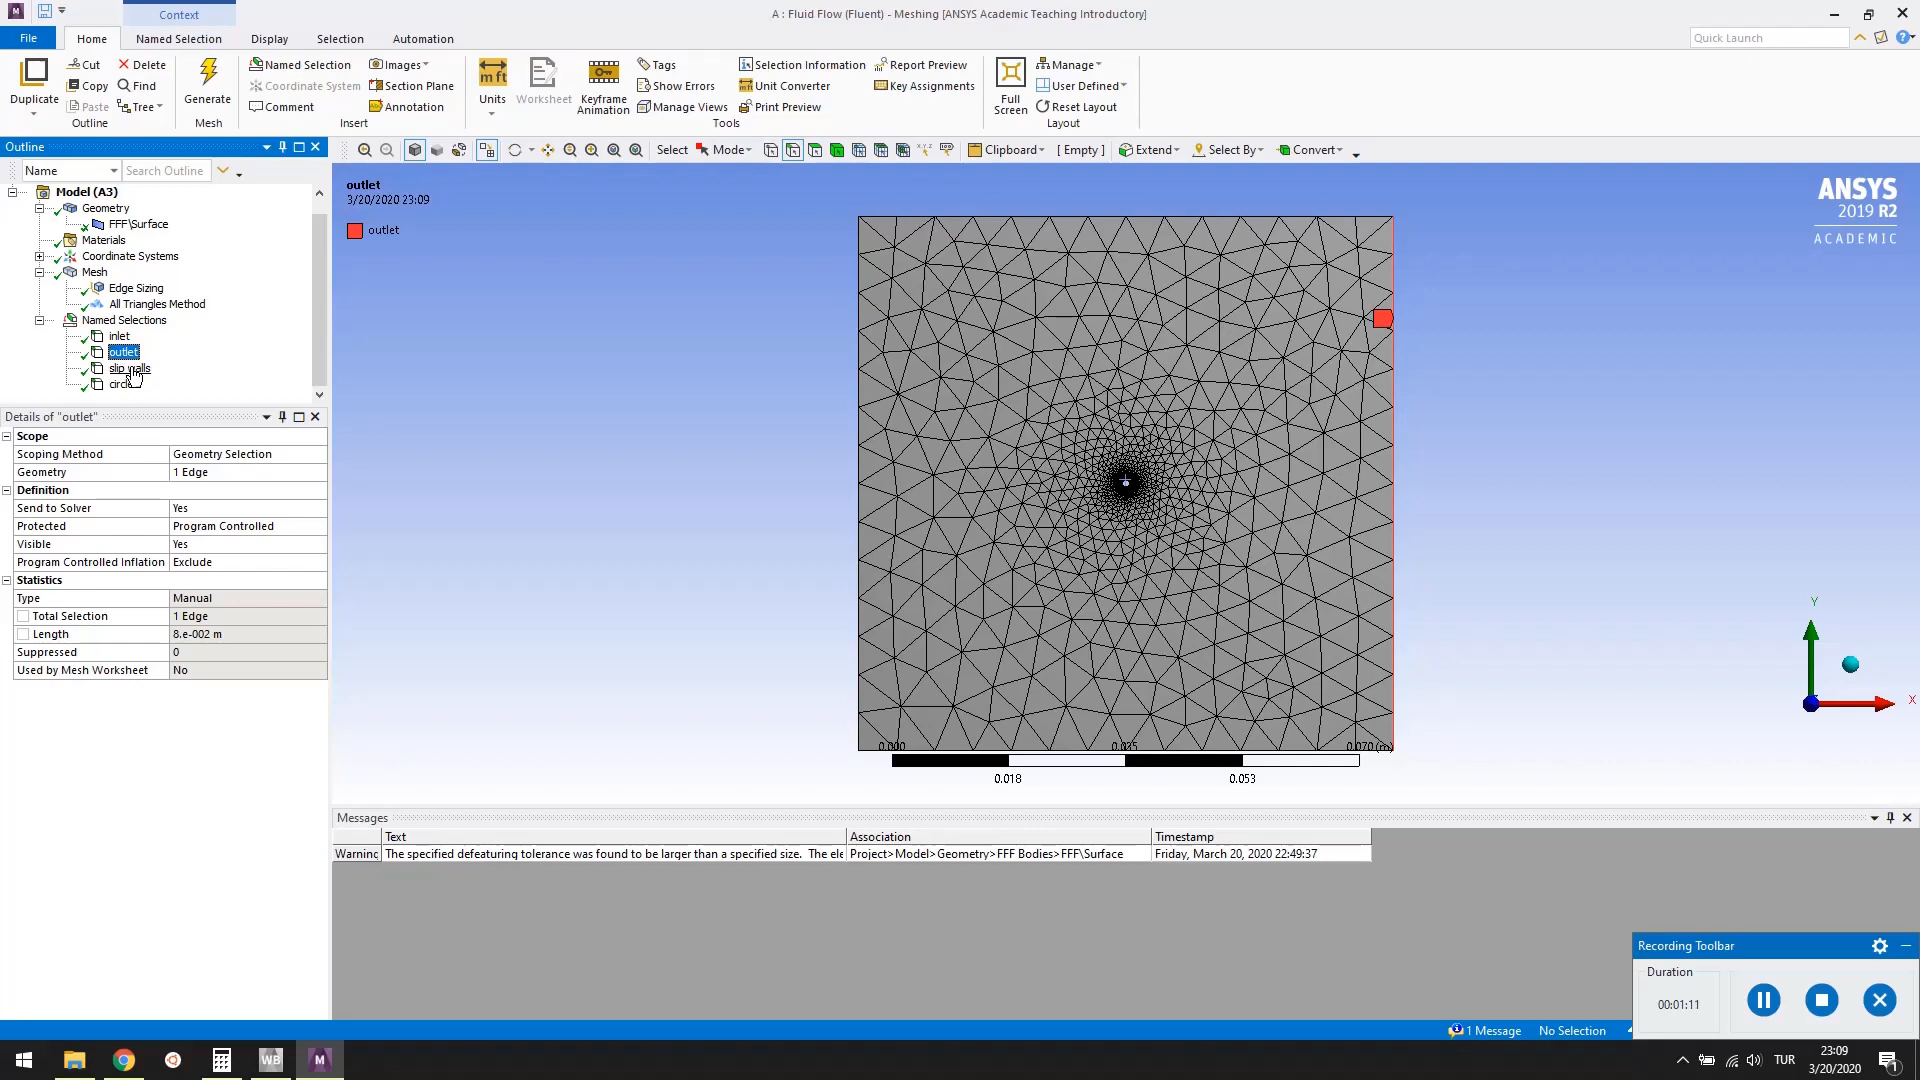 Context
A : Fluid Flow (Fluent) - Meshing [ANSYS Academic Teaching Introductory]
File
Home
Named Selection
Display
Selection
Automation
Quick Launch
Duplicate
Cut
Copy
Paste
Delete
Find
Tree
Outline
Generate
Mesh
Named Selection
Coordinate System
Comment
Images
Section Plane
Annotation
Insert
Units
Worksheet
Keyframe Animation
Tags
Show Errors
Manage Views
Selection Information
Unit Converter
Print Preview
Report Preview
Key Assignments
Tools
Full Screen
Manage
User Defined
Reset Layout
Layout
Outline
Name
Search Outline
Select
Mode
Clipboard
[ Empty ]
Extend
Select By
Convert
Model (A3)
Geometry
FFF\Surface
Materials
Coordinate Systems
Mesh
Edge Sizing
All Triangles Method
Named Selections
inlet
outlet
slip walls
Details of "outlet"
Scope
Scoping Method Geometry Selection
Geometry 1 Edge
Definition
Send to Solver Yes
Protected Program Controlled
Visible Yes
Program Controlled Inflation Exclude
Statistics
Type Manual
Total Selection 1 Edge
Length 8.e-002 m
Suppressed 0
Used by Mesh Worksheet No
outlet
3/20/2020 23:09
outlet
ANSYS
2019 R2
ACADEMIC
Y
X
0.000
0.035
0.070 (m)
0.018
0.053
Messages
Text Association Timestamp
Warning The specified defeaturing tolerance was found to be larger than a specified size. The ele Project>Model>Geometry>FFF Bodies>FFF\Surface Friday, March 20, 2020 22:49:37
Recording Toolbar
Duration
00:01:11
1 Message
No Selection
WB
M
TUR
23:09
3/20/2020
1